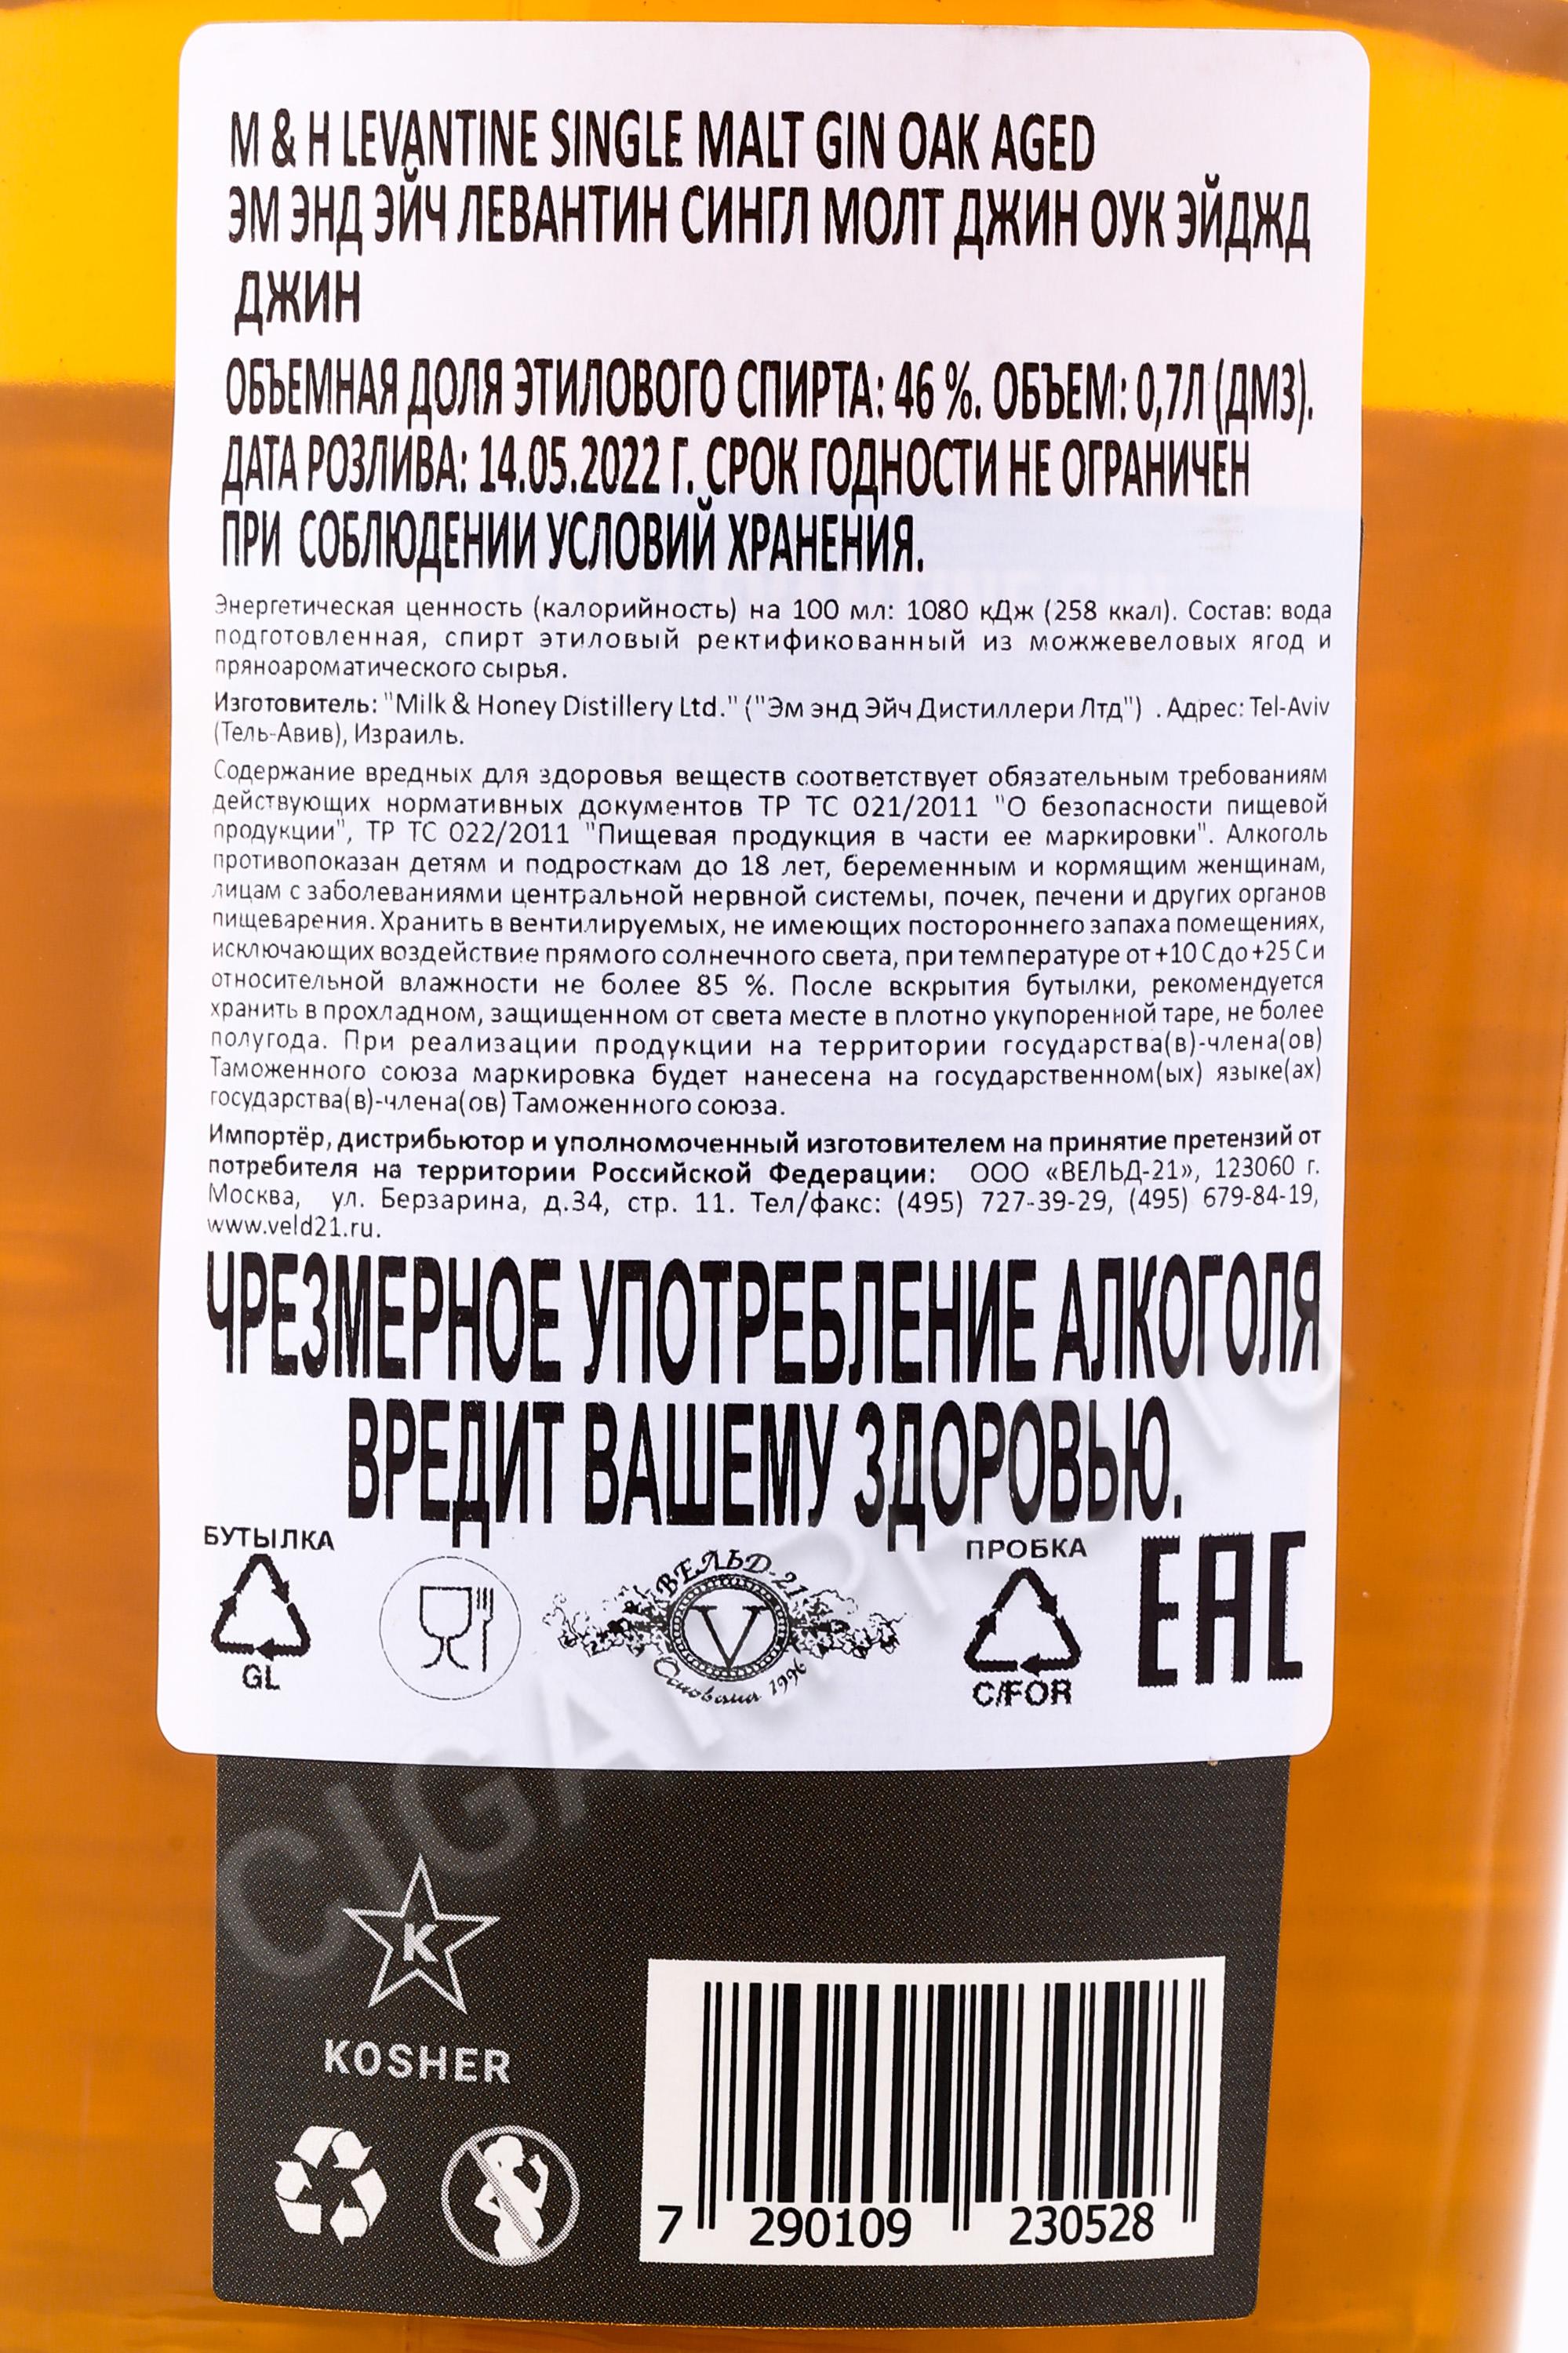 M & H LEVANTINE SINGLE MALT GIN OAK AGED
ЭМ ЭНД ЭЙЧ ЛЕВАНТИН СИНГЛ МОЛТ ДЖИН ОУК ЭЙДЖД
ДЖИН
ОБЪЕМНАЯ ДОЛЯ ЭТИЛОВОГО СПИРТА: 46 %. ОБЪЕМ: 0,7Л (ДМ3).
ДАТА РОЗЛИВА: 14.05.2022 Г. СРОК ГОДНОСТИ НЕ ОГРАНИЧЕН
ПРИ СОБЛЮДЕНИИ УСЛОВИЙ ХРАНЕНИЯ.
Энергетическая ценность (калорийность) на 100 мл: 1080 кДж (258 ккал). Состав: вода
подготовленная, спирт этиловый ректификованный из можжевеловых ягод и
пряноароматического сырья.
Изготовитель: "Milk & Honey Distillery Ltd." ("Эм энд Эйч Дистиллери Лтд") . Адрес: Tel-Aviv
(Тель-Авив), Израиль.
Содержание вредных для здоровья веществ соответствует обязательным требованиям
действующих нормативных документов ТР ТС 021/2011 "О безопасности пищевой
продукции", ТР ТС 022/2011 "Пищевая продукция в части ее маркировки". Алкоголь
противопоказан детям и подросткам до 18 лет, беременным и кормящим женщинам,
лицам с заболеваниями центральной нервной системы, почек, печени и других органов
пищеварения. Хранить в вентилируемых, не имеющих постороннего запаха помещениях,
исключающих воздействие прямого солнечного света, при температуре от +10 С до +25 С и
относительной влажности не более 85 %. После вскрытия бутылки, рекомендуется
хранить в прохладном, защищенном от света месте в плотно укупоренной таре, не более
полугода. При реализации продукции на территории государства(в)-члена(ов)
Таможенного союза маркировка будет нанесена на государственном(ых) языке(ах)
государства(в)-члена(ов) Таможенного союза.
Импортёр, дистрибьютор и уполномоченный изготовителем на принятие претензий от
потребителя на территории Российской Федерации: ООО «ВЕЛЬД-21», 123060 г.
Москва, ул. Берзарина, д.34, стр. 11. Тел/факс: (495) 727-39-29, (495) 679-84-19,
www.veld21.ru.
ЧРЕЗМЕРНОЕ УПОТРЕБЛЕНИЕ АЛКОГОЛЯ
ВРЕДИТ ВАШЕМУ ЗДОРОВЬЮ.
БУТЫЛКА
GL
ВЕЛЬД-21
V
Основана 1996
ПРОБКА
C/FOR
EAC
K
KOSHER
7 290109 230528